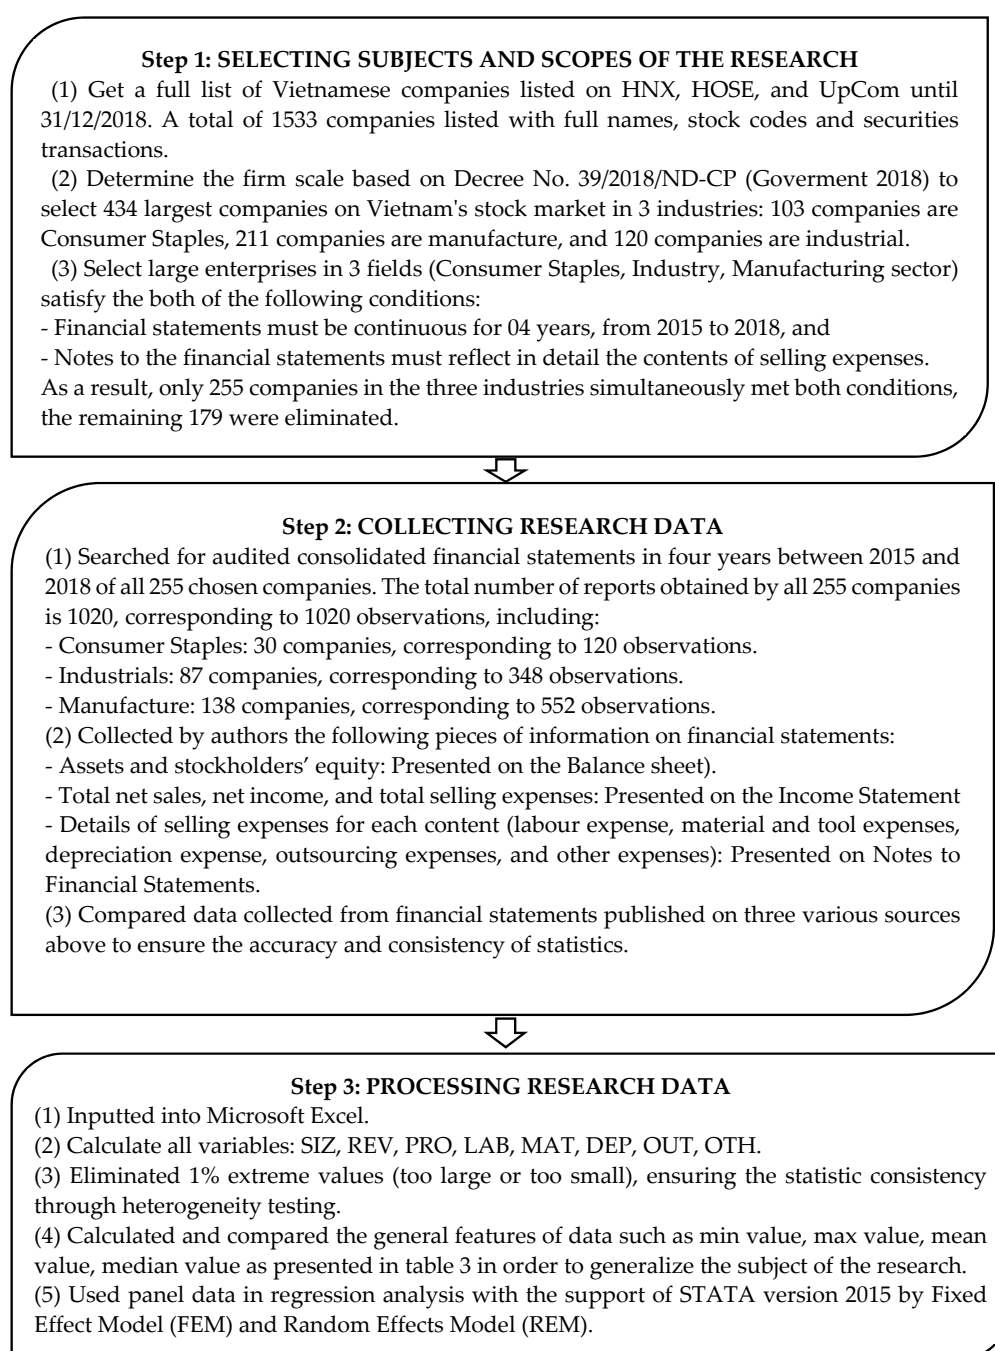 Step 1: SELECTING SUBJECTS AND SCOPES OF THE RESEARCH
(1) Get a full list of Vietnamese companies listed on HNX, HOSE, and UpCom until
31/12/2018. A total of 1533 companies listed with full names, stock codes and securities
transactions.
(2) Determine the firm scale based on Decree No. 39/2018/ND-CP (Goverment 2018) to
select 434 largest companies on Vietnam's stock market in 3 industries: 103 companies are
Consumer Staples, 211 companies are manufacture, and 120 companies are industrial.
(3) Select large enterprises in 3 fields (Consumer Staples, Industry, Manufacturing sector)
satisfy the both of the following conditions:
- Financial statements must be continuous for 04 years, from 2015 to 2018, and
- Notes to the financial statements must reflect in detail the contents of selling expenses.
As a result, only 255 companies in the three industries simultaneously met both conditions,
the remaining 179 were eliminated.
Step 2: COLLECTING RESEARCH DATA
(1) Searched for audited consolidated financial statements in four years between 2015 and
2018 of all 255 chosen companies. The total number of reports obtained by all 255 companies
is 1020, corresponding to 1020 observations, including:
- Consumer Staples: 30 companies, corresponding to 120 observations.
- Industrials: 87 companies, corresponding to 348 observations.
- Manufacture: 138 companies, corresponding to 552 observations.
(2) Collected by authors the following pieces of information on financial statements:
- Assets and stockholders' equity: Presented on the Balance sheet).
- Total net sales, net income, and total selling expenses: Presented on the Income Statement
- Details of selling expenses for each content (labour expense, material and tool expenses,
depreciation expense, outsourcing expenses, and other expenses): Presented on Notes to
Financial Statements.
(3) Compared data collected from financial statements published on three various sources
above to ensure the accuracy and consistency of statistics.
Step 3: PROCESSING RESEARCH DATA
(1) Inputted into Microsoft Excel.
(2) Calculate all variables: SIZ, REV, PRO, LAB, MAT, DEP, OUT, OTH.
(3) Eliminated 1% extreme values (too large or too small), ensuring the statistic consistency
through heterogeneity testing.
(4) Calculated and compared the general features of data such as min value, max value, mean
value, median value as presented in table 3 in order to generalize the subject of the research.
(5) Used panel data in regression analysis with the support of STATA version 2015 by Fixed
Effect Model (FEM) and Random Effects Model (REM).